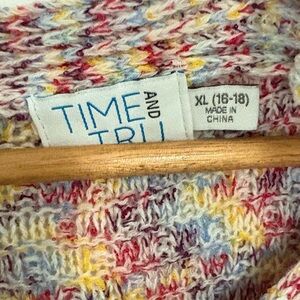 TIME AND
TRU
XL (16-18)
MADE IN
CHINA